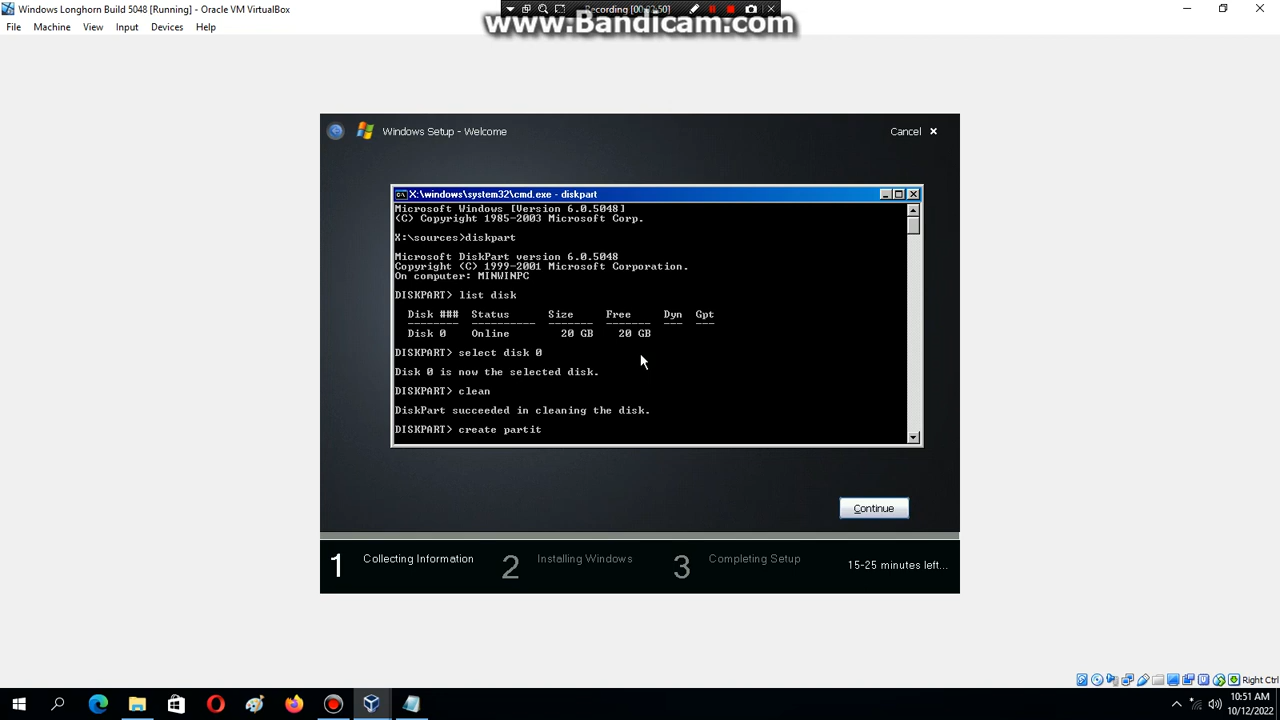 Windows Longhorn Build 5048 [Running] - Oracle VM VirtualBox
Recording [00:02:50]
www.Bandicam.com
File Machine View Input Devices Help
Windows Setup - Welcome
Cancel
X:\windows\system32\cmd.exe - diskpart
Microsoft Windows [Version 6.0.5048]
(C) Copyright 1985-2003 Microsoft Corp.
X:\sources>diskpart
Microsoft DiskPart version 6.0.5048
Copyright (C) 1999-2001 Microsoft Corporation.
On computer: MINWINPC
DISKPART> list disk
Disk ### Status Size Free Dyn Gpt
-------- ---------- ------- ------- --- ---
Disk 0 Online 20 GB 20 GB
DISKPART> select disk 0
Disk 0 is now the selected disk.
DISKPART> clean
DiskPart succeeded in cleaning the disk.
DISKPART> create partit
Continue
1 Collecting Information 2 Installing Windows 3 Completing Setup 15-25 minutes left...
Right Ctrl
10:51 AM
10/12/2022